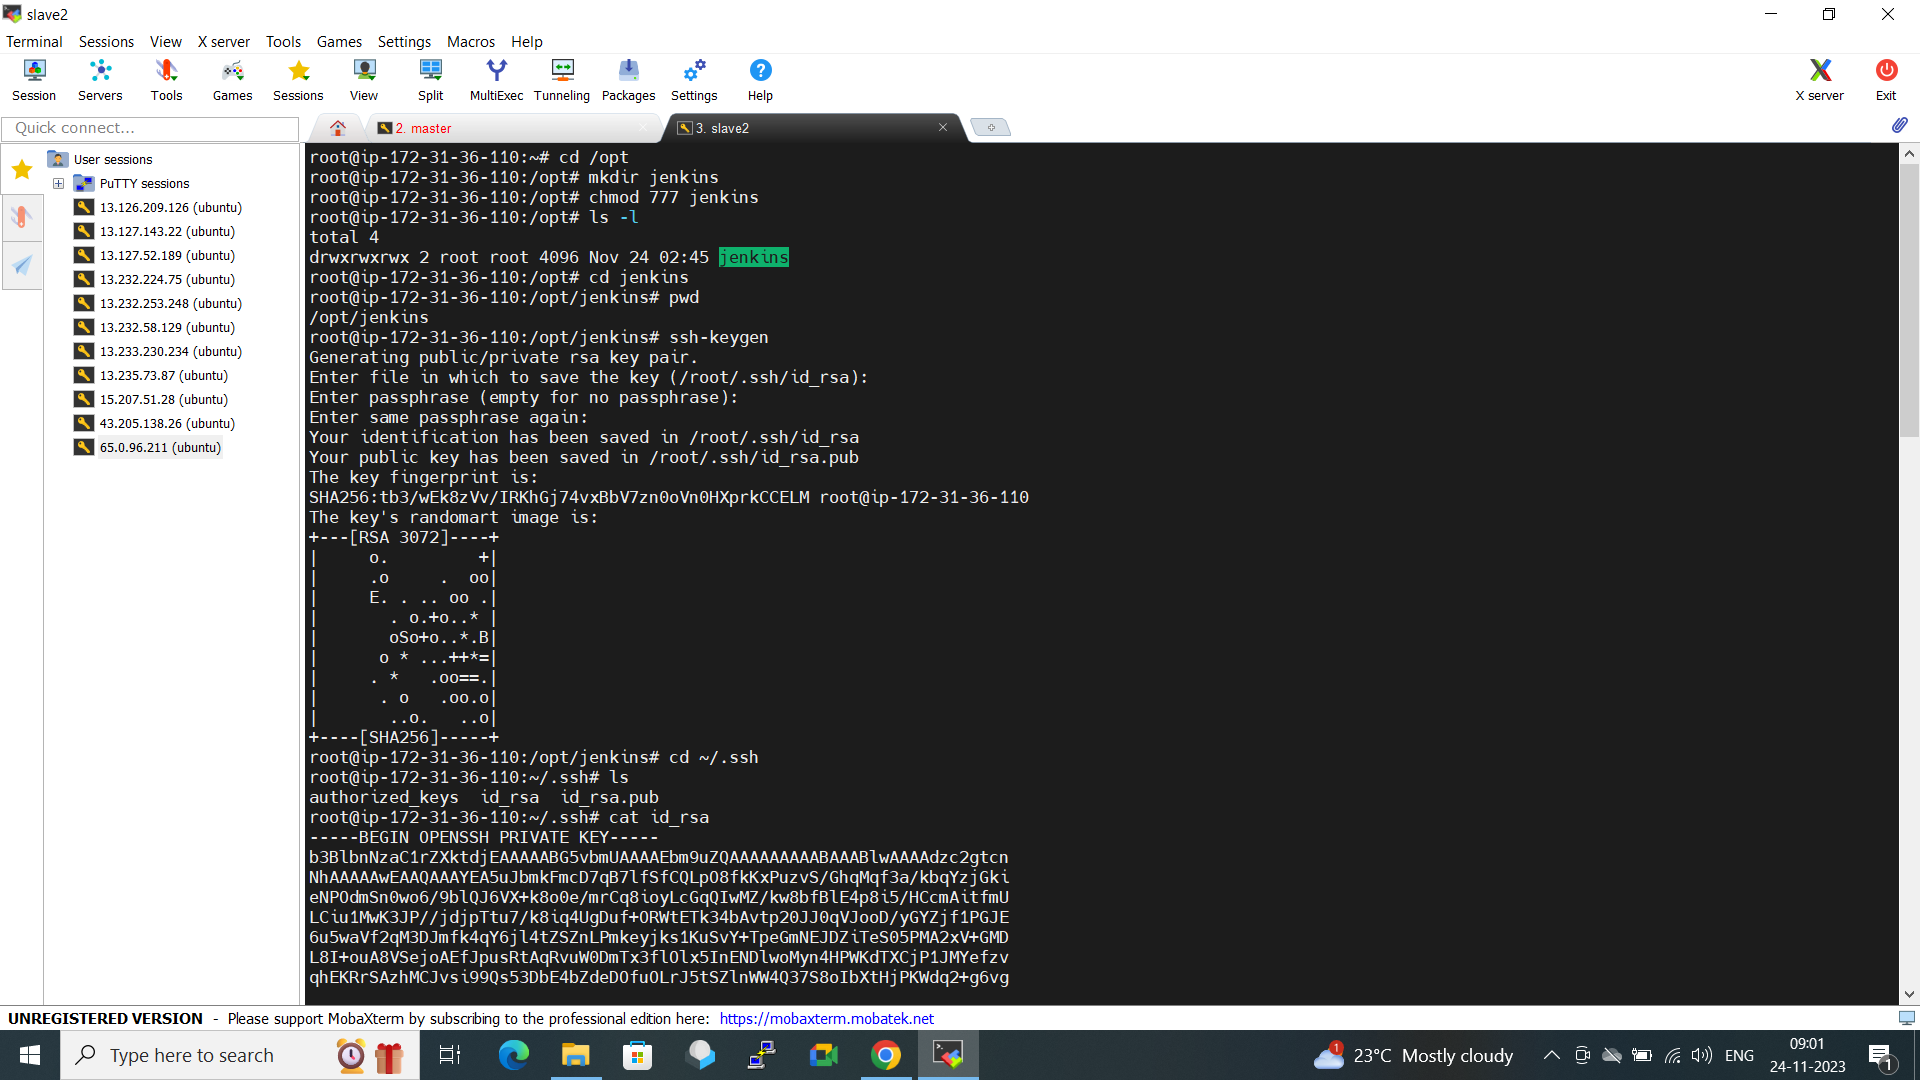 slave2
Terminal Sessions View X server Tools Games Settings Macros Help
Session Servers Tools Games Sessions View Split MultiExec Tunneling Packages Settings Help X server Exit
Quick connect...
2. master
3. slave2
User sessions
PuTTY sessions
13.126.209.126 (ubuntu)
13.127.143.22 (ubuntu)
13.127.52.189 (ubuntu)
13.232.224.75 (ubuntu)
13.232.253.248 (ubuntu)
13.232.58.129 (ubuntu)
13.233.230.234 (ubuntu)
13.235.73.87 (ubuntu)
15.207.51.28 (ubuntu)
43.205.138.26 (ubuntu)
65.0.96.211 (ubuntu)
root@ip-172-31-36-110:~# cd /opt
root@ip-172-31-36-110:/opt# mkdir jenkins
root@ip-172-31-36-110:/opt# chmod 777 jenkins
root@ip-172-31-36-110:/opt# ls -l
total 4
drwxrwxrwx 2 root root 4096 Nov 24 02:45 jenkins
root@ip-172-31-36-110:/opt# cd jenkins
root@ip-172-31-36-110:/opt/jenkins# pwd
/opt/jenkins
root@ip-172-31-36-110:/opt/jenkins# ssh-keygen
Generating public/private rsa key pair.
Enter file in which to save the key (/root/.ssh/id_rsa):
Enter passphrase (empty for no passphrase):
Enter same passphrase again:
Your identification has been saved in /root/.ssh/id_rsa
Your public key has been saved in /root/.ssh/id_rsa.pub
The key fingerprint is:
SHA256:tb3/wEk8zVv/IRKhGj74vxBbV7zn0oVn0HXprkCCELM root@ip-172-31-36-110
The key's randomart image is:
+---[RSA 3072]----+
|     o.         +|
|     .o     .  oo|
|     E. . .. oo .|
|       . o.+o..* |
|       oSo+o..*.B|
|      o * ...++*=|
|     . *   .oo==.|
|      . o   .oo.o|
|       ..o.   ..o|
+----[SHA256]-----+
root@ip-172-31-36-110:/opt/jenkins# cd ~/.ssh
root@ip-172-31-36-110:~/.ssh# ls
authorized_keys  id_rsa  id_rsa.pub
root@ip-172-31-36-110:~/.ssh# cat id_rsa
-----BEGIN OPENSSH PRIVATE KEY-----
b3BlbnNzaC1rZXktdjEAAAAABG5vbmUAAAAEbm9uZQAAAAAAAAABAAABlwAAAAdzc2gtcn
NhAAAAAwEAAQAAAYEA5uJbmkFmcD7qB7lfSfCQLpO8fkKxPuzvS/GhqMqf3a/kbqYzjGki
eNPOdmSn0wo6/9blQJ6VX+k8o0e/mrCq8ioyLcGqQIwMZ/kw8bfBlE4p8i5/HCcmAitfmU
LCiu1MwK3JP//jdjpTtu7/k8iq4UgDuf+ORWtETk34bAvtp20JJ0qVJooD/yGYZjf1PGJE
6u5waVf2qM3DJmfk4qY6jl4tZSZnLPmkeyjks1KuSvY+TpeGmNEJDZiTeS05PMA2xV+GMD
L8I+ouA8VSejoAEfJpusRtAqRvuW0DmTx3flOlx5InENDlwoMyn4HPWKdTXCjP1JMYefzv
qhEKRrSAzhMCJvsi99Qs53DbE4bZdeDOfuOLrJ5tSZlnWW4Q37S8oIbXtHjPKWdq2+g6vg
UNREGISTERED VERSION - Please support MobaXterm by subscribing to the professional edition here: https://mobaxterm.mobatek.net
Type here to search
1
23°C Mostly cloudy
ENG
09:01
24-11-2023
1